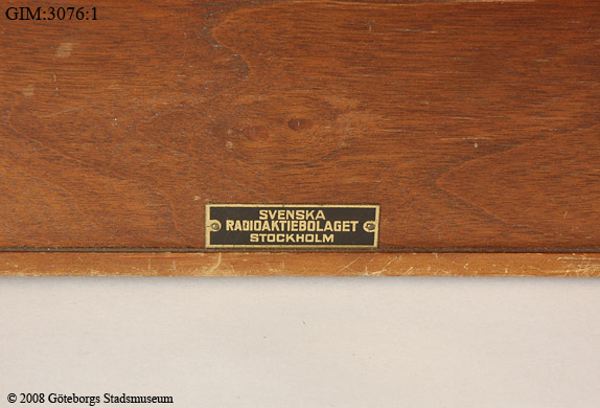 GIM:3076:1
SVENSKA
RADIOAKTIEBOLAGET
STOCKHOLM
© 2008 Göteborgs Stadsmuseum